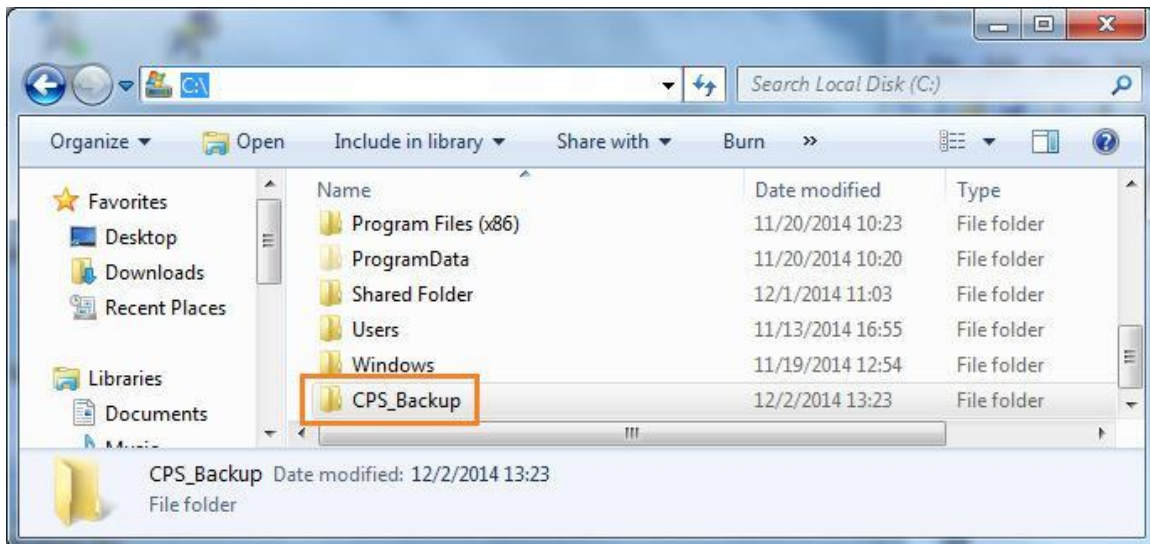 C:\
Search Local Disk (C:)
Organize Open Include in library Share with Burn »
Favorites
Desktop
Downloads
Recent Places
Libraries
Documents
Name Date modified Type
Program Files (x86) 11/20/2014 10:23 File folder
ProgramData 11/20/2014 10:20 File folder
Shared Folder 12/1/2014 11:03 File folder
Users 11/13/2014 16:55 File folder
Windows 11/19/2014 12:54 File folder
CPS_Backup 12/2/2014 13:23 File folder
CPS_Backup Date modified: 12/2/2014 13:23
File folder